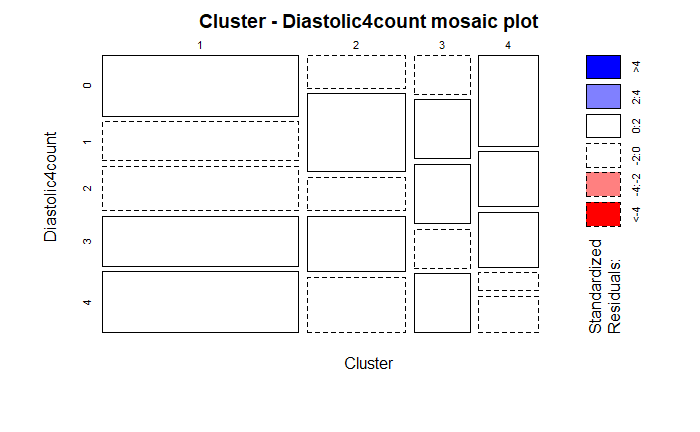 Cluster - Diastolic4count mosaic plot
1 2 3 4
0
1
2
3
4
Diastolic4count
Cluster
>4
2:4
0:2
-2:0
-4:-2
<-4
Standardized
Residuals: